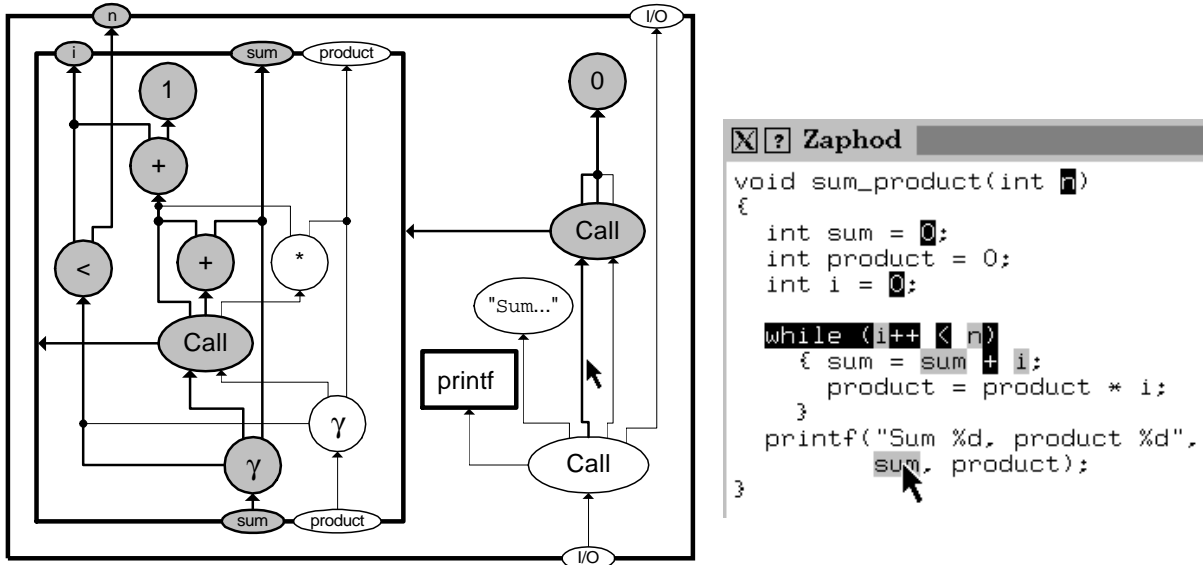 n
I/O
i
sum
product
1
+
<
+
*
Call
γ
γ
sum
product
0
Call
"Sum..."
printf
Call
I/O
X ? Zaphod
void sum_product(int n)
{
int sum = 0;
int product = 0;
int i = 0;
while (i++ < n)
{ sum = sum + i;
product = product * i;
}
printf("Sum %d, product %d",
sum, product);
}